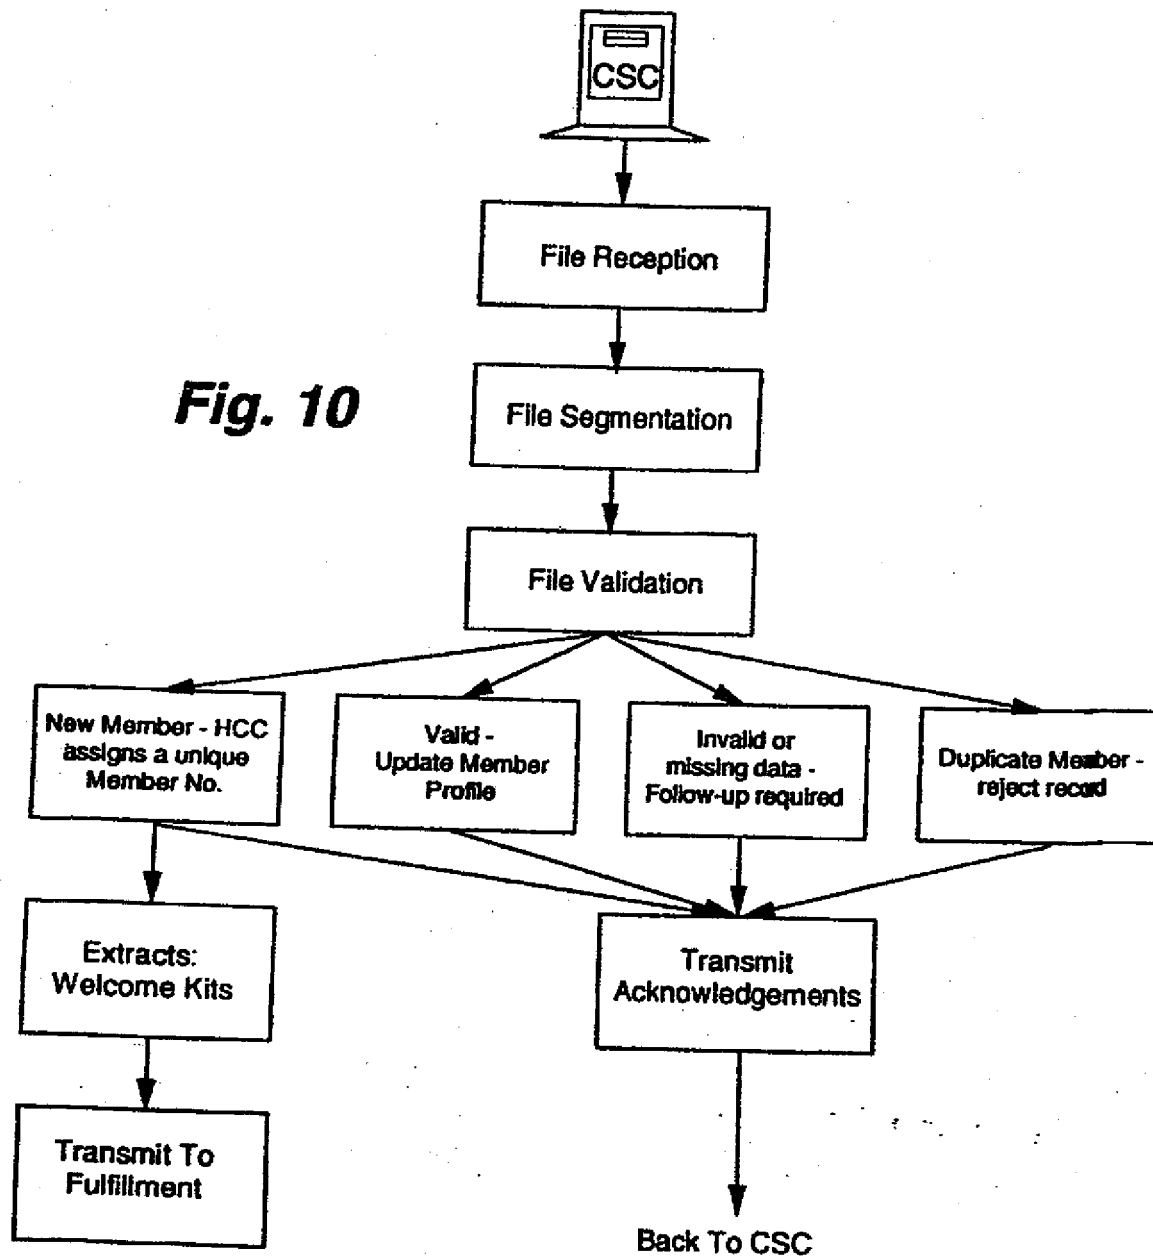 CSC
File Reception
Fig. 10
File Segmentation
File Validation
New Member - HCC
assigns a unique
Member No.
Valid -
Update Member
Profile
Invalid or
missing data -
Follow-up required
Duplicate Member -
reject record
Extracts:
Welcome Kits
Transmit
Acknowledgements
Transmit To
Fulfillment
Back To CSC